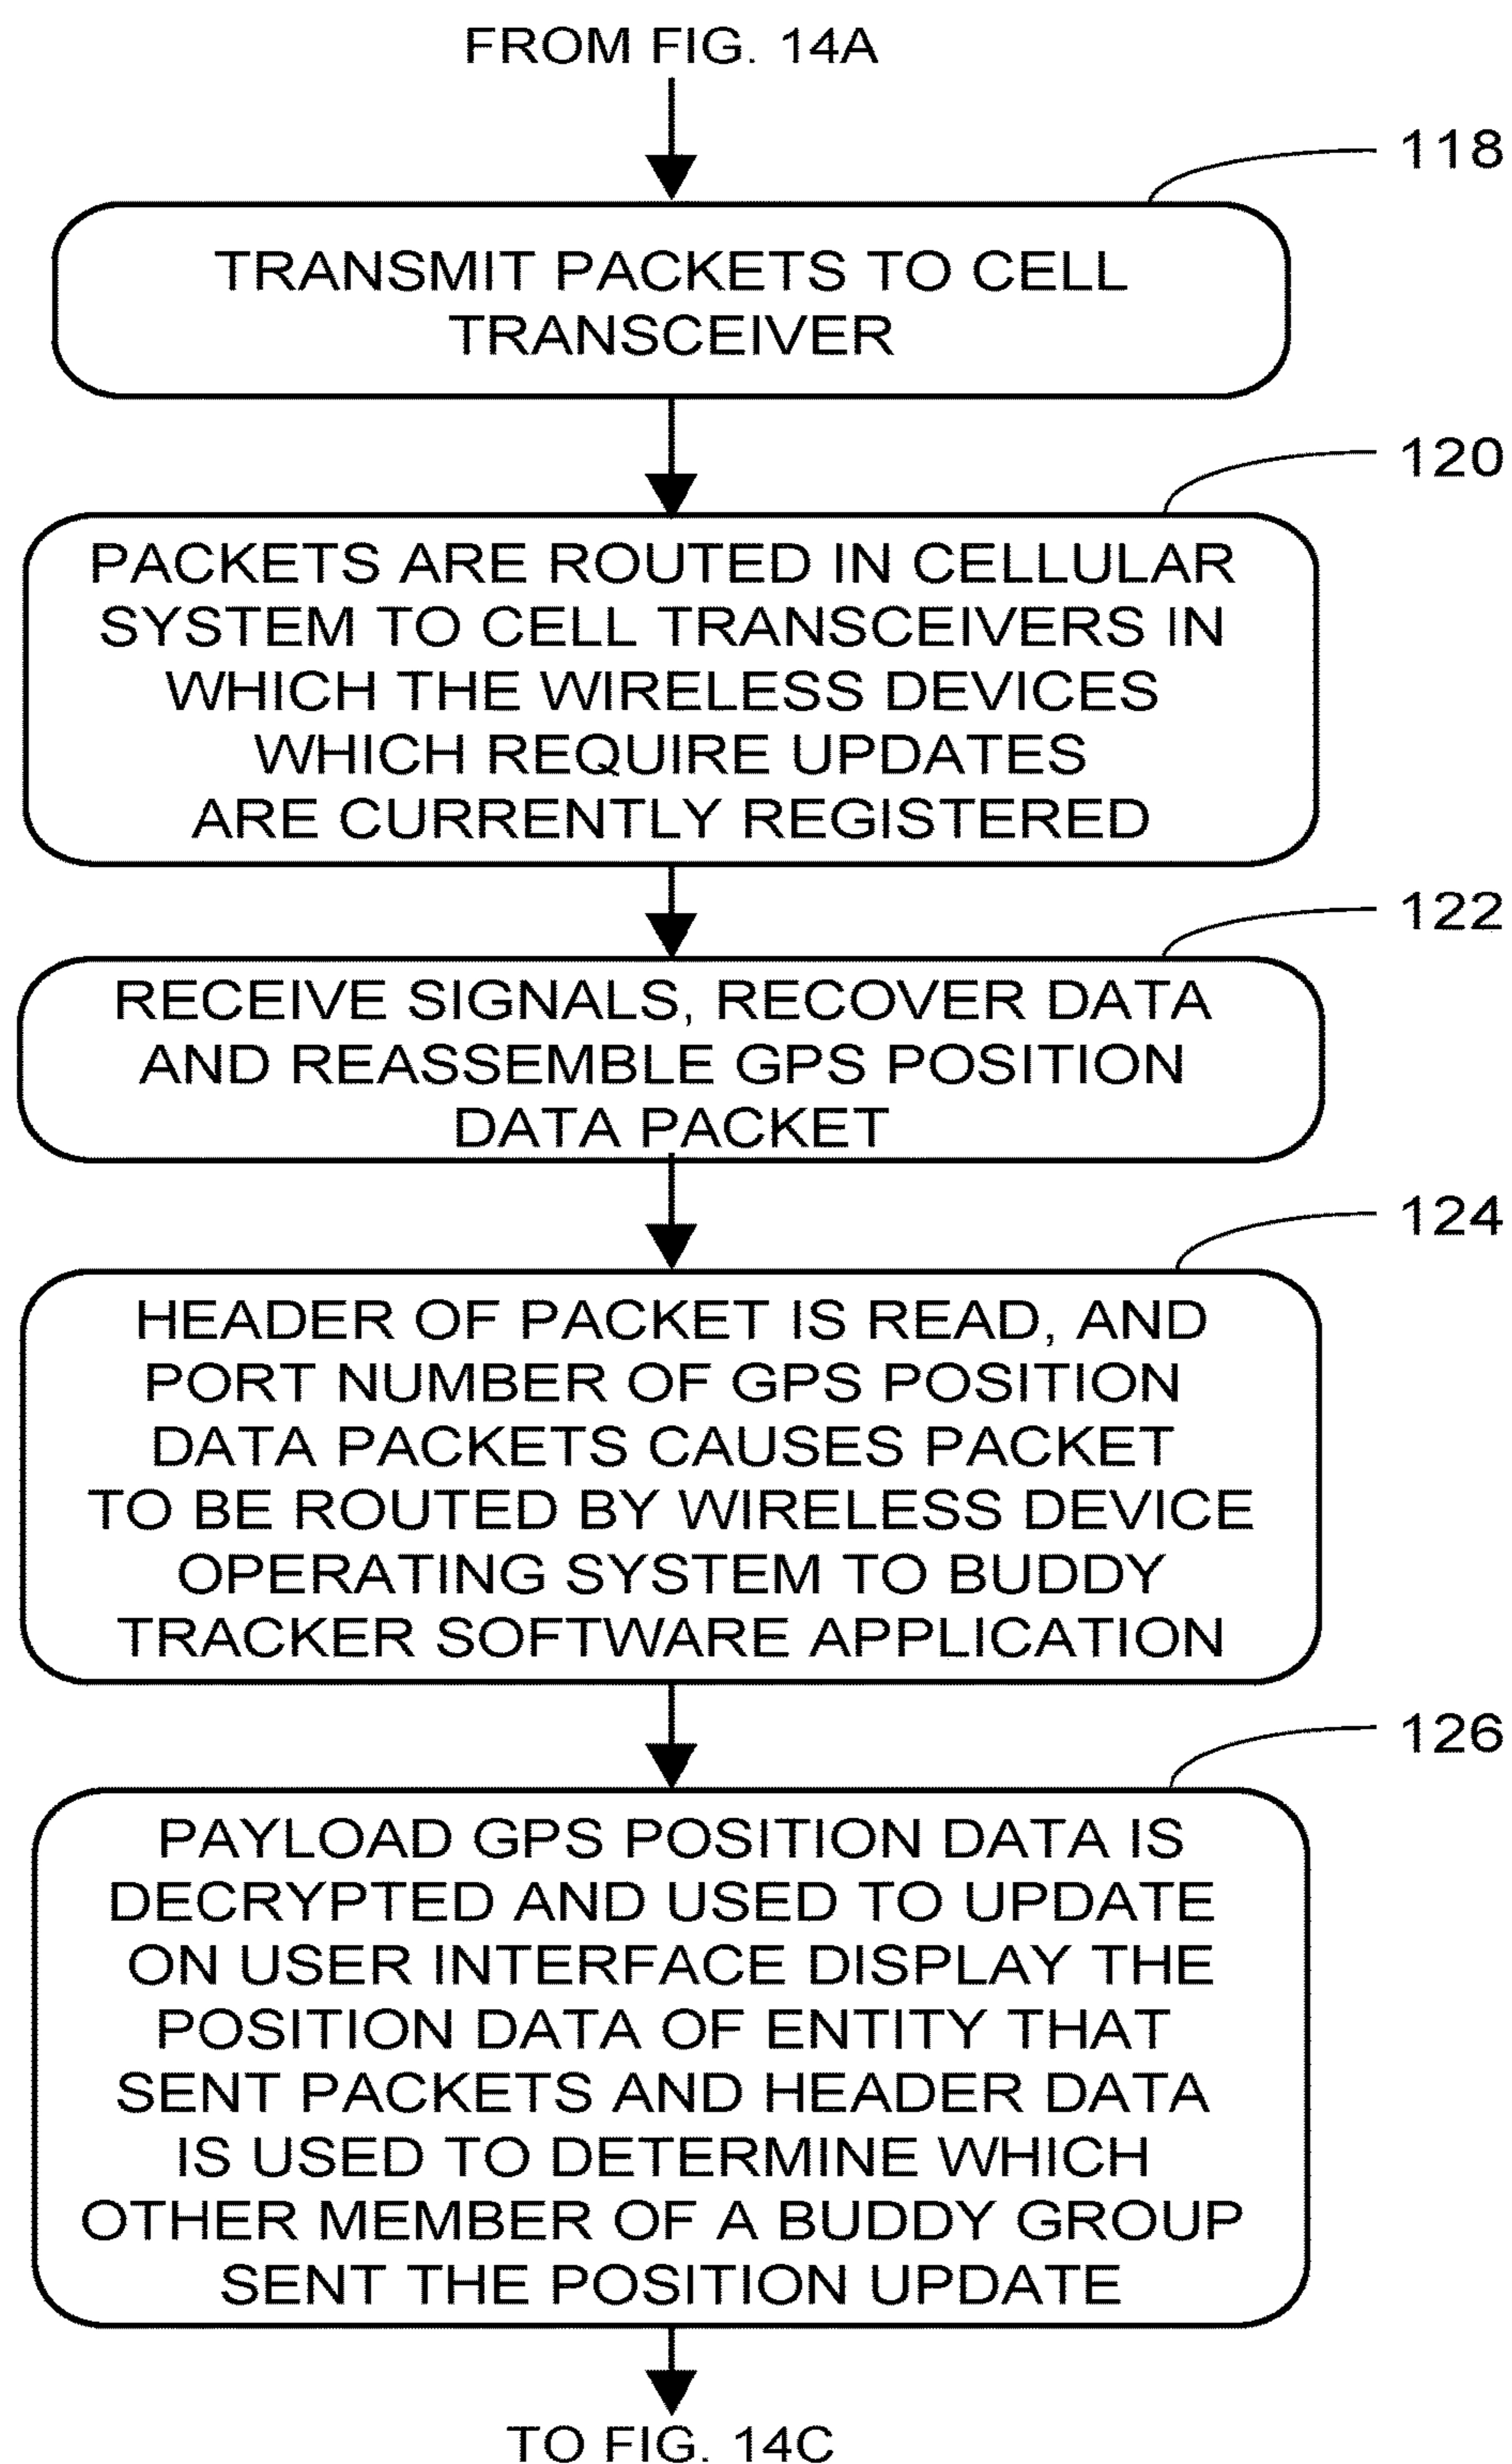 FROM FIG. 14A
118
TRANSMIT PACKETS TO CELL
TRANSCEIVER
120
PACKETS ARE ROUTED IN CELLULAR
SYSTEM TO CELL TRANSCEIVERS IN
WHICH THE WIRELESS DEVICES
WHICH REQUIRE UPDATES
ARE CURRENTLY REGISTERED
122
RECEIVE SIGNALS, RECOVER DATA
AND REASSEMBLE GPS POSITION
DATA PACKET
124
HEADER OF PACKET IS READ, AND
PORT NUMBER OF GPS POSITION
DATA PACKETS CAUSES PACKET
TO BE ROUTED BY WIRELESS DEVICE
OPERATING SYSTEM TO BUDDY
TRACKER SOFTWARE APPLICATION
126
PAYLOAD GPS POSITION DATA IS
DECRYPTED AND USED TO UPDATE
ON USER INTERFACE DISPLAY THE
POSITION DATA OF ENTITY THAT
SENT PACKETS AND HEADER DATA
IS USED TO DETERMINE WHICH
OTHER MEMBER OF A BUDDY GROUP
SENT THE POSITION UPDATE
TO FIG. 14C